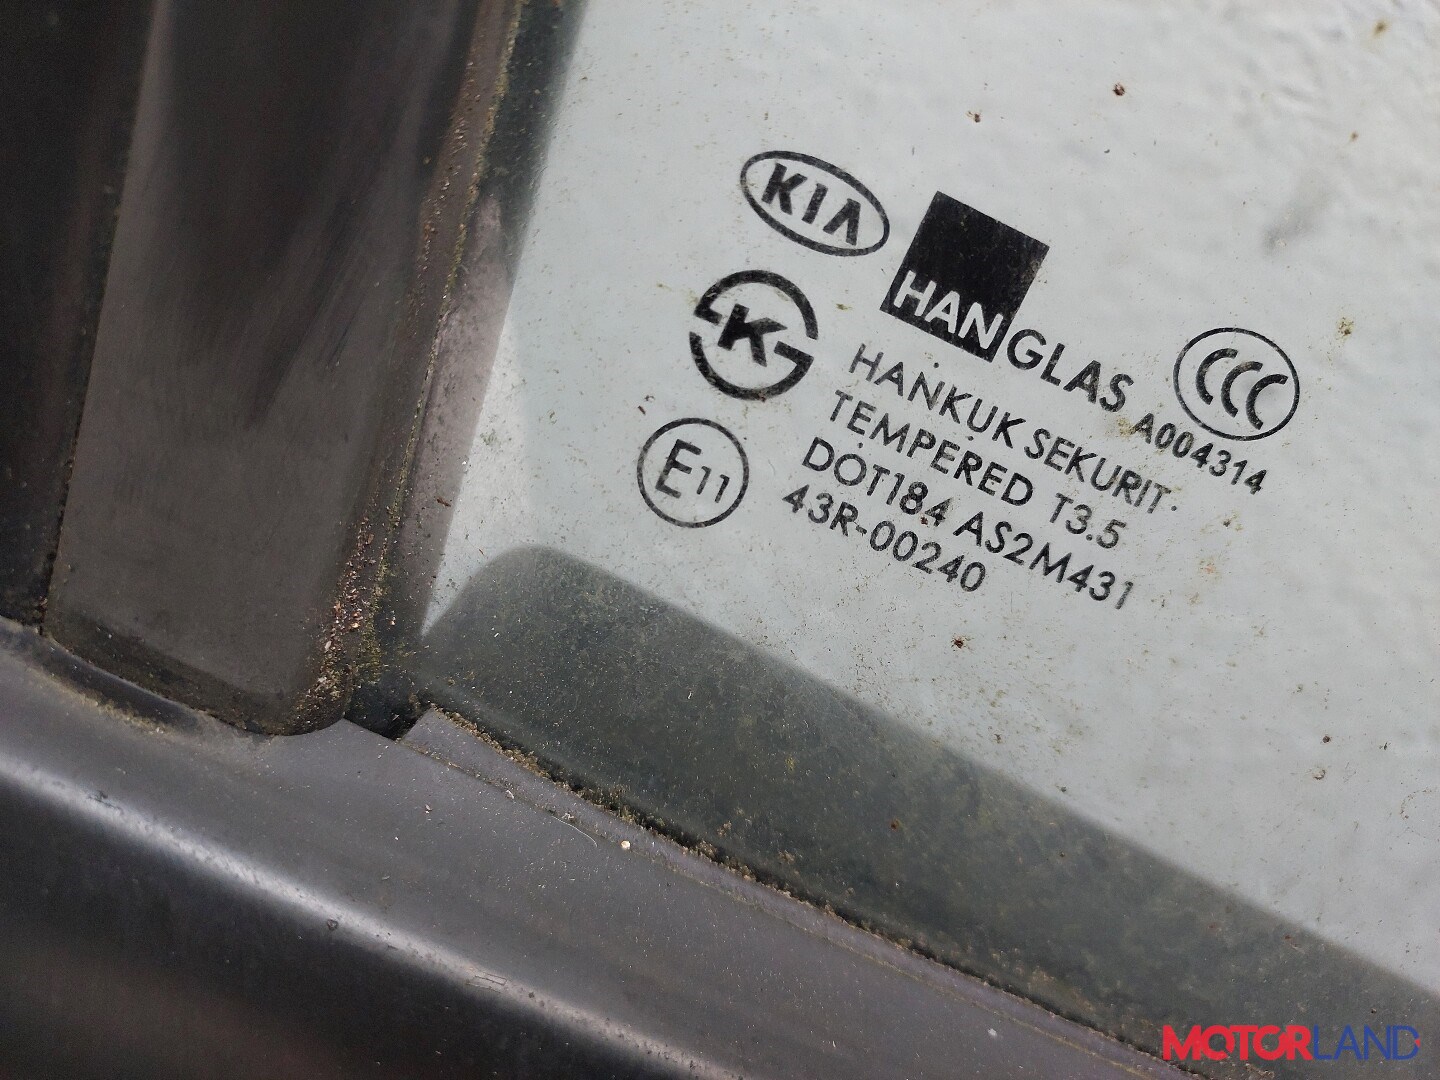 KIA
HANGLAS
CCC
A004314
K
HANKUK SEKURIT
TEMPERED T3.5
E11
DOT184 AS2M431
43R-00240
MOTORLAND